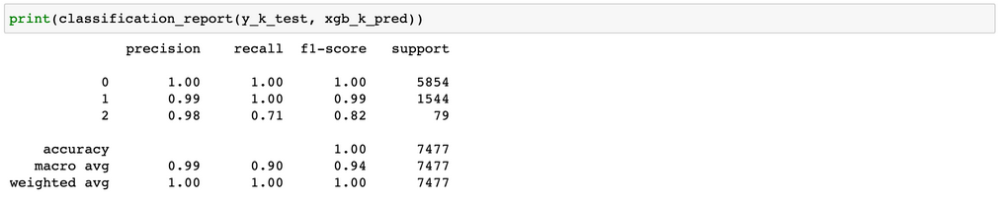 print(classification_report(y_k_test, xgb_k_pred))
precision recall f1-score support
0 1.00 1.00 1.00 5854
1 0.99 1.00 0.99 1544
2 0.98 0.71 0.82 79
accuracy 1.00 7477
macro avg 0.99 0.90 0.94 7477
weighted avg 1.00 1.00 1.00 7477